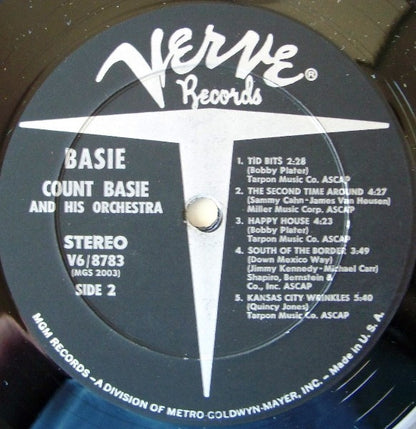 VERVE®
Records
BASIE
COUNT BASIE
AND HIS ORCHESTRA
STEREO
V6/8783
(MGS 2003)
SIDE 2
1. TID BITS 2:28
(Bobby Plater)
Tarpon Music Co. ASCAP
2. THE SECOND TIME AROUND 4:27
(Sammy Cahn-James Van Heusen)
Miller Music Corp. ASCAP
3. HAPPY HOUSE 4:23
(Bobby Plater)
Tarpon Music Co. ASCAP
4. SOUTH OF THE BORDER 3:49
(Down Mexico Way)
(Jimmy Kennedy-Michael Carr)
Shapiro, Bernstein &
Co., Inc. ASCAP
5. KANSAS CITY WRINKLES 5:40
(Quincy Jones)
Tarpon Music Co. ASCAP
MGM RECORDS—A DIVISION OF METRO-GOLDWYN-MAYER, INC.—Made in U.S.A.